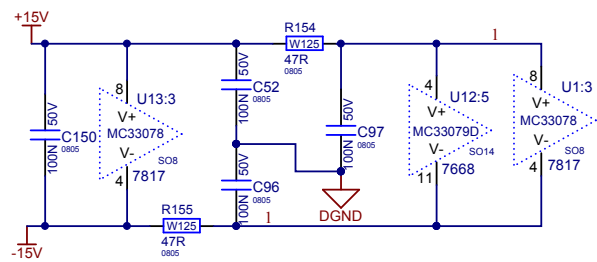 +15V
R154
1
W125
47R
0805
50V
C52
100N
0805
8
U13:3
V+
MC33078
V-
SO8
4
7817
50V
C150
0805
100N
50V
C97
0805
100N
4
U12:5
V+
MC33079D
V-
SO14
11
7668
8
U1:3
V+
MC33078
V-
SO8
4
7817
50V
C96
0805
100N
DGND
R155
1
W125
47R
0805
-15V